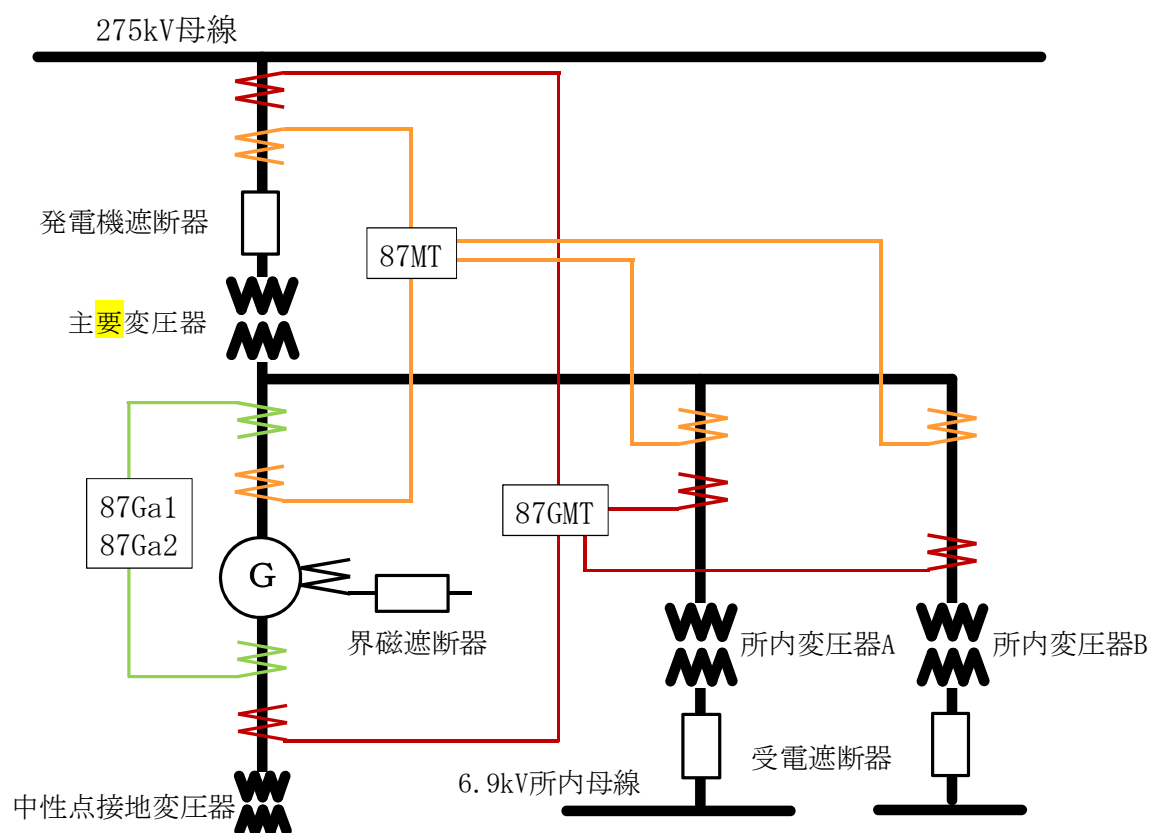 275kV母線
発電機遮断器
87MT
主要変圧器
87Ga1
87Ga2
87GMT
G
界磁遮断器
所内変圧器A
所内変圧器B
受電遮断器
6.9kV所内母線
中性点接地変圧器